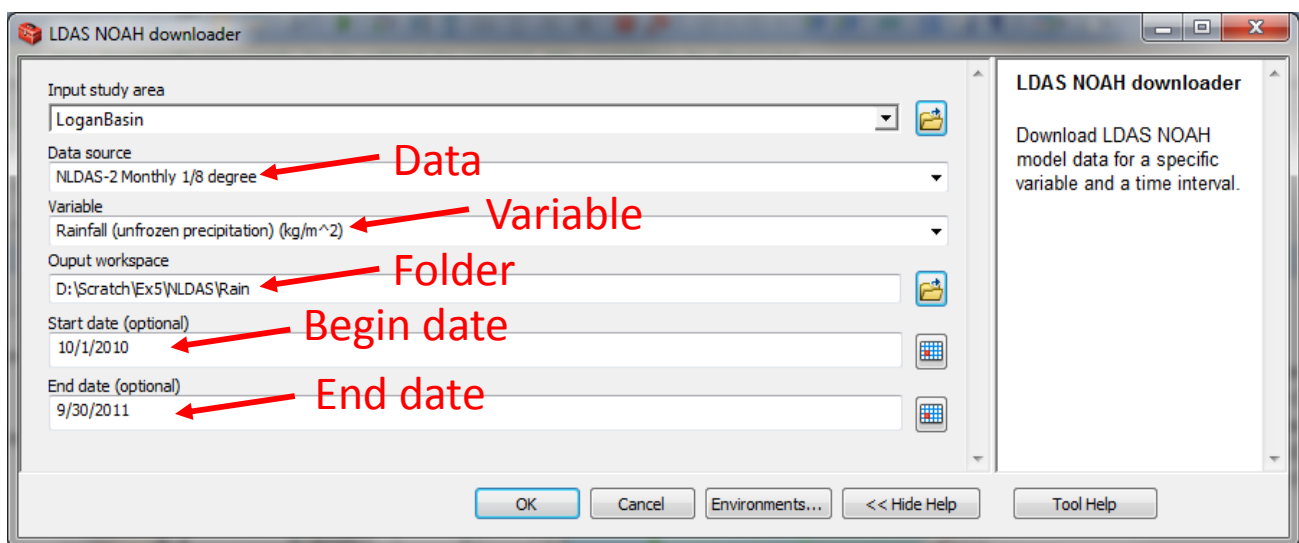 LDAS NOAH downloader
Input study area
LoganBasin
Data source
NLDAS-2 Monthly 1/8 degree
Data
Variable
Rainfall (unfrozen precipitation) (kg/m^2)
Variable
Ouput workspace
D:\Scratch\Ex5\NLDAS\Rain
Folder
Start date (optional)
10/1/2010
Begin date
End date (optional)
9/30/2011
End date
OK
Cancel
Environments...
<< Hide Help
LDAS NOAH downloader
Download LDAS NOAH
model data for a specific
variable and a time interval.
Tool Help